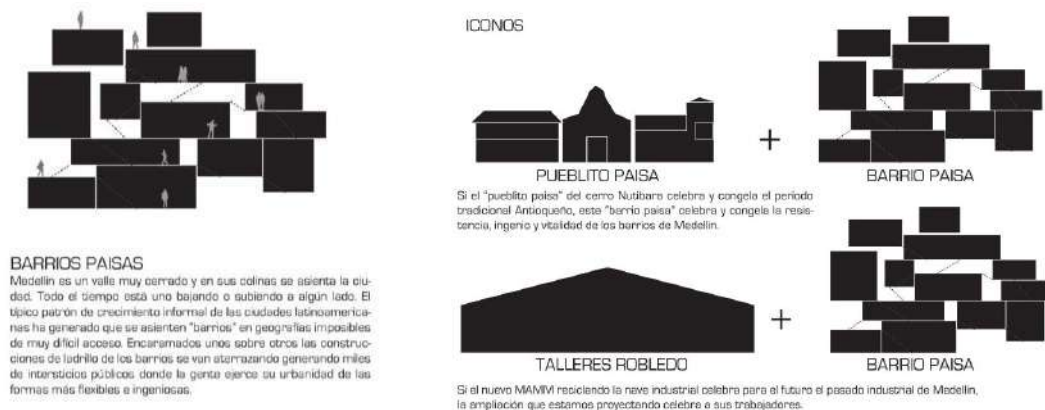 BARRIOS PAISAS
Medellín es un valle muy cerrado y en sus colinas se asienta la ciu-
dad. Todo el tiempo está uno bajando o subiendo a algún lado. El
típico patrón de crecimiento informal de las ciudades latinoamerica-
nas ha generado que se asienten "barrios" en geografías imposibles
de muy difícil acceso. Encaramados unos sobre otros las construc-
ciones de ladrillo de los barrios se van aterrazando generando miles
de intersticios públicos donde la gente ejerce su urbanidad de las
formas más flexibles e ingeniosas.
ICONOS
PUEBLITO PAISA
+
BARRIO PAISA
Si el "pueblito paisa" del cerro Nutibara celebra y congela el periodo
tradicional Antioqueño, este "barrio paisa" celebra y congela la resis-
tencia, ingenio y vitalidad de los barrios de Medellín.
TALLERES ROBLEDO
+
BARRIO PAISA
Si el nuevo MAMM reciclando la nave industrial celebra para el futuro el pasado industrial de Medellín,
la ampliación que estamos proyectando celebra a sus trabajadores.